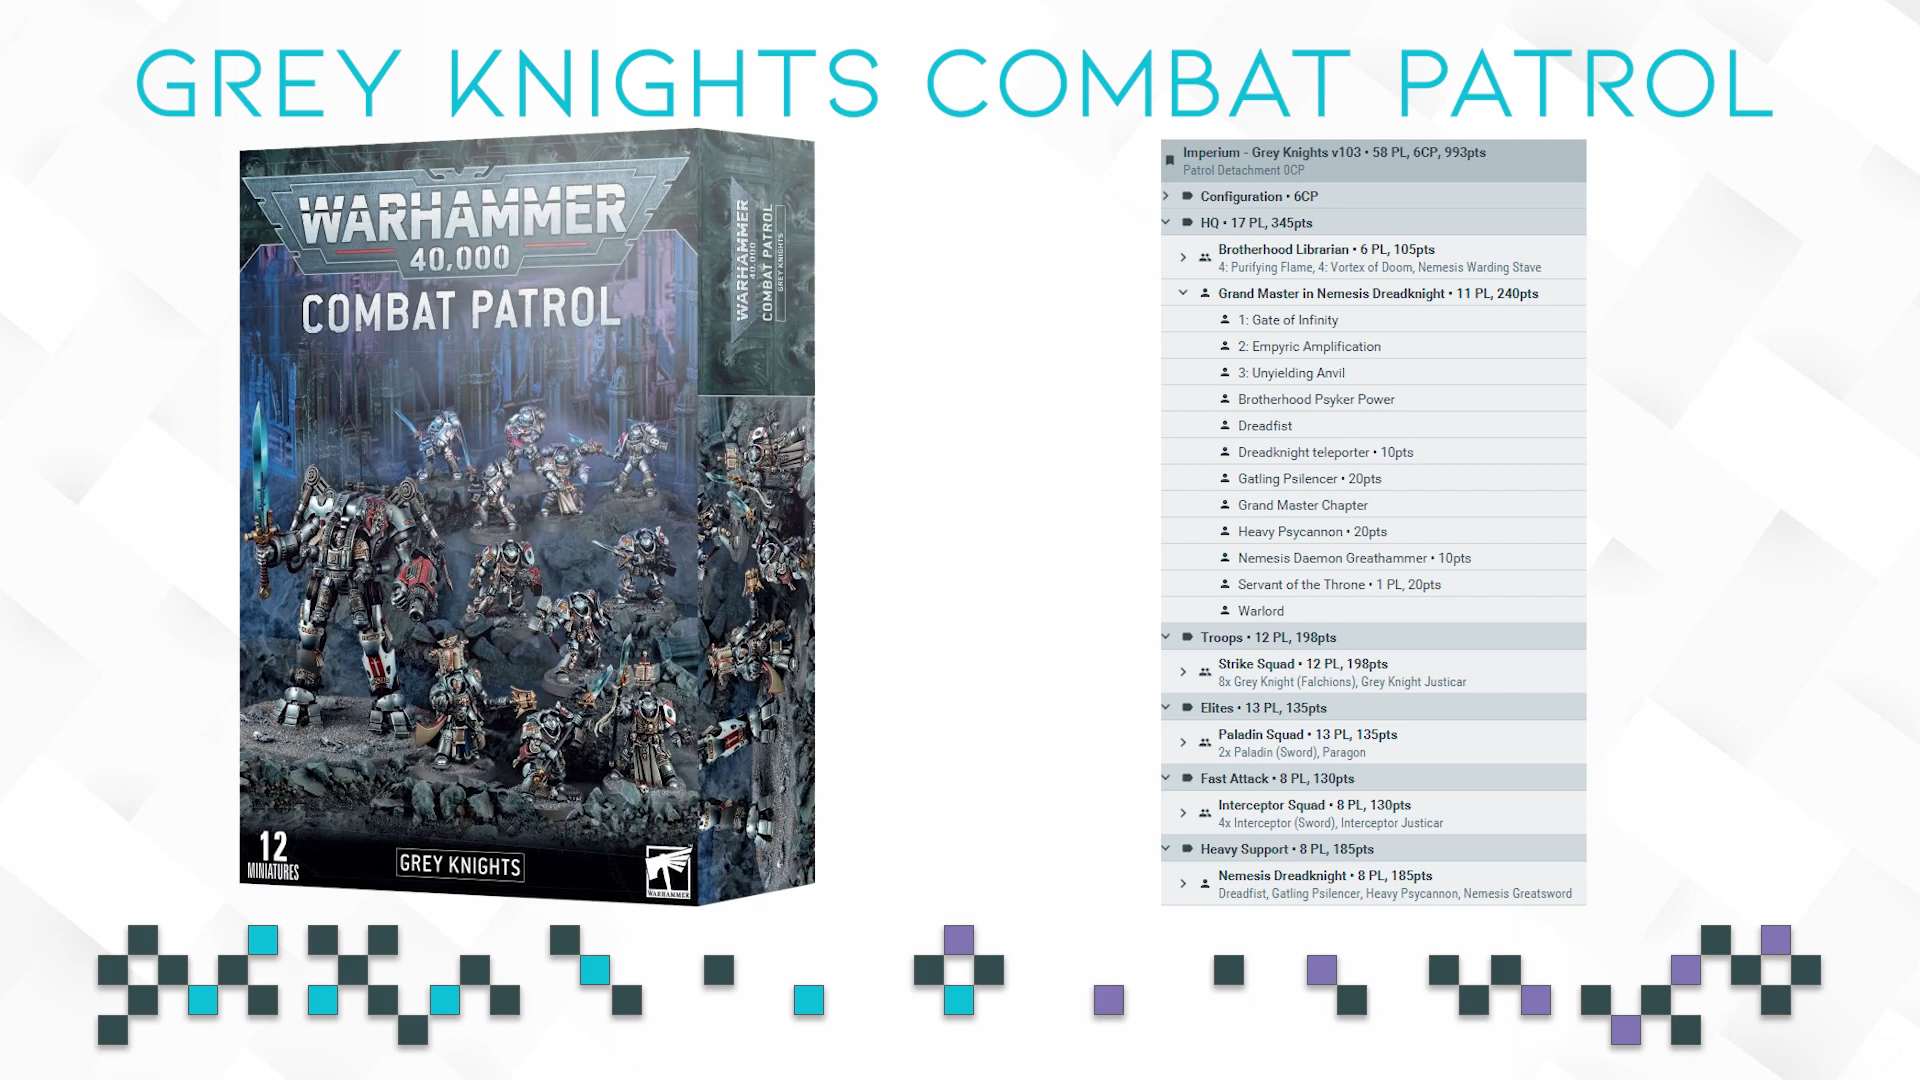 GREY KNIGHTS COMBAT PATROL
WARHAMMER
40,000
COMBAT PATROL
WARHAMMER
40,000
COMBAT PATROL
GREY KNIGHTS
12
MINIATURES
GREY KNIGHTS
WARHAMMER
Imperium - Grey Knights v103 • 58 PL, 6CP, 993pts
Patrol Detachment 0CP
Configuration • 6CP
HQ • 17 PL, 345pts
Brotherhood Librarian • 6 PL, 105pts
4: Purifying Flame, 4: Vortex of Doom, Nemesis Warding Stave
Grand Master in Nemesis Dreadknight • 11 PL, 240pts
1: Gate of Infinity
2: Empyric Amplification
3: Unyielding Anvil
Brotherhood Psyker Power
Dreadfist
Dreadknight teleporter • 10pts
Gatling Psilencer • 20pts
Grand Master Chapter
Heavy Psycannon • 20pts
Nemesis Daemon Greathammer • 10pts
Servant of the Throne • 1 PL, 20pts
Warlord
Troops • 12 PL, 198pts
Strike Squad • 12 PL, 198pts
8x Grey Knight (Falchions), Grey Knight Justicar
Elites • 13 PL, 135pts
Paladin Squad • 13 PL, 135pts
2x Paladin (Sword), Paragon
Fast Attack • 8 PL, 130pts
Interceptor Squad • 8 PL, 130pts
4x Interceptor (Sword), Interceptor Justicar
Heavy Support • 8 PL, 185pts
Nemesis Dreadknight • 8 PL, 185pts
Dreadfist, Gatling Psilencer, Heavy Psycannon, Nemesis Greatsword